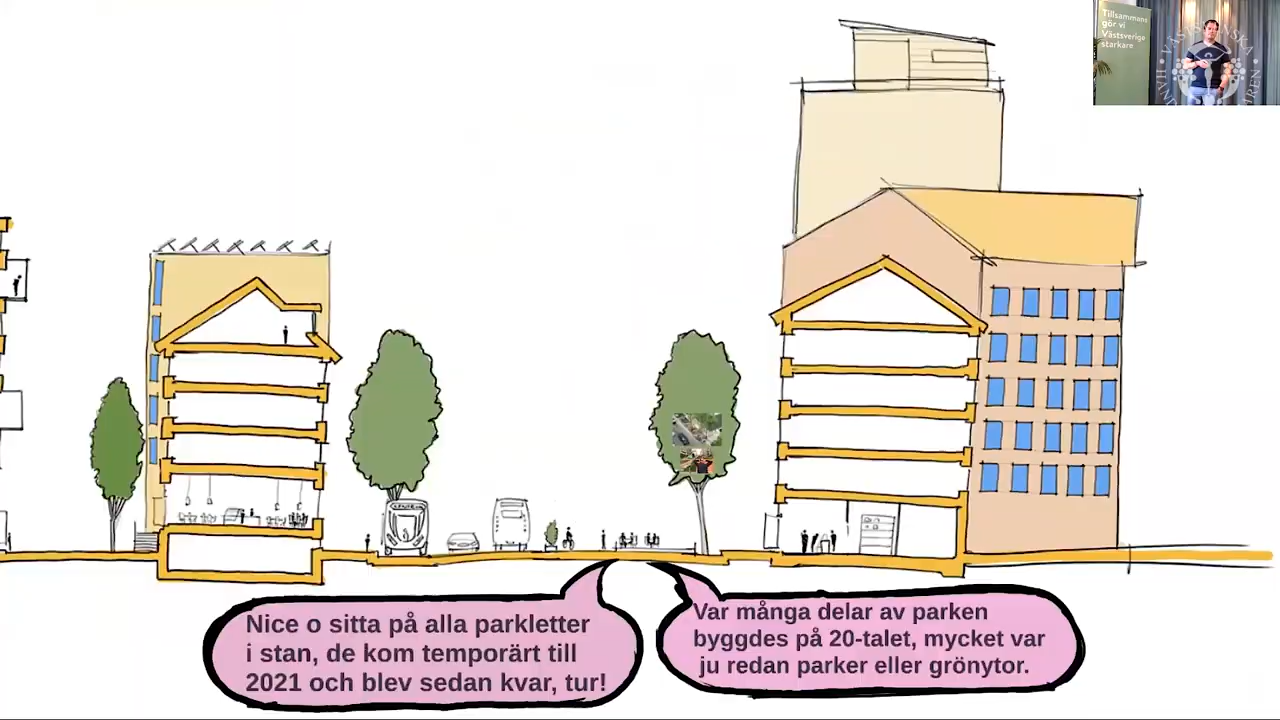 Tillsammans
gör vi
Västsverige
starkare
VÄSTSVENSKA
Nice o sitta på alla parkletter
i stan, de kom temporärt till
2021 och blev sedan kvar, tur!
Var många delar av parken
byggdes på 20-talet, mycket var
ju redan parker eller grönytor.